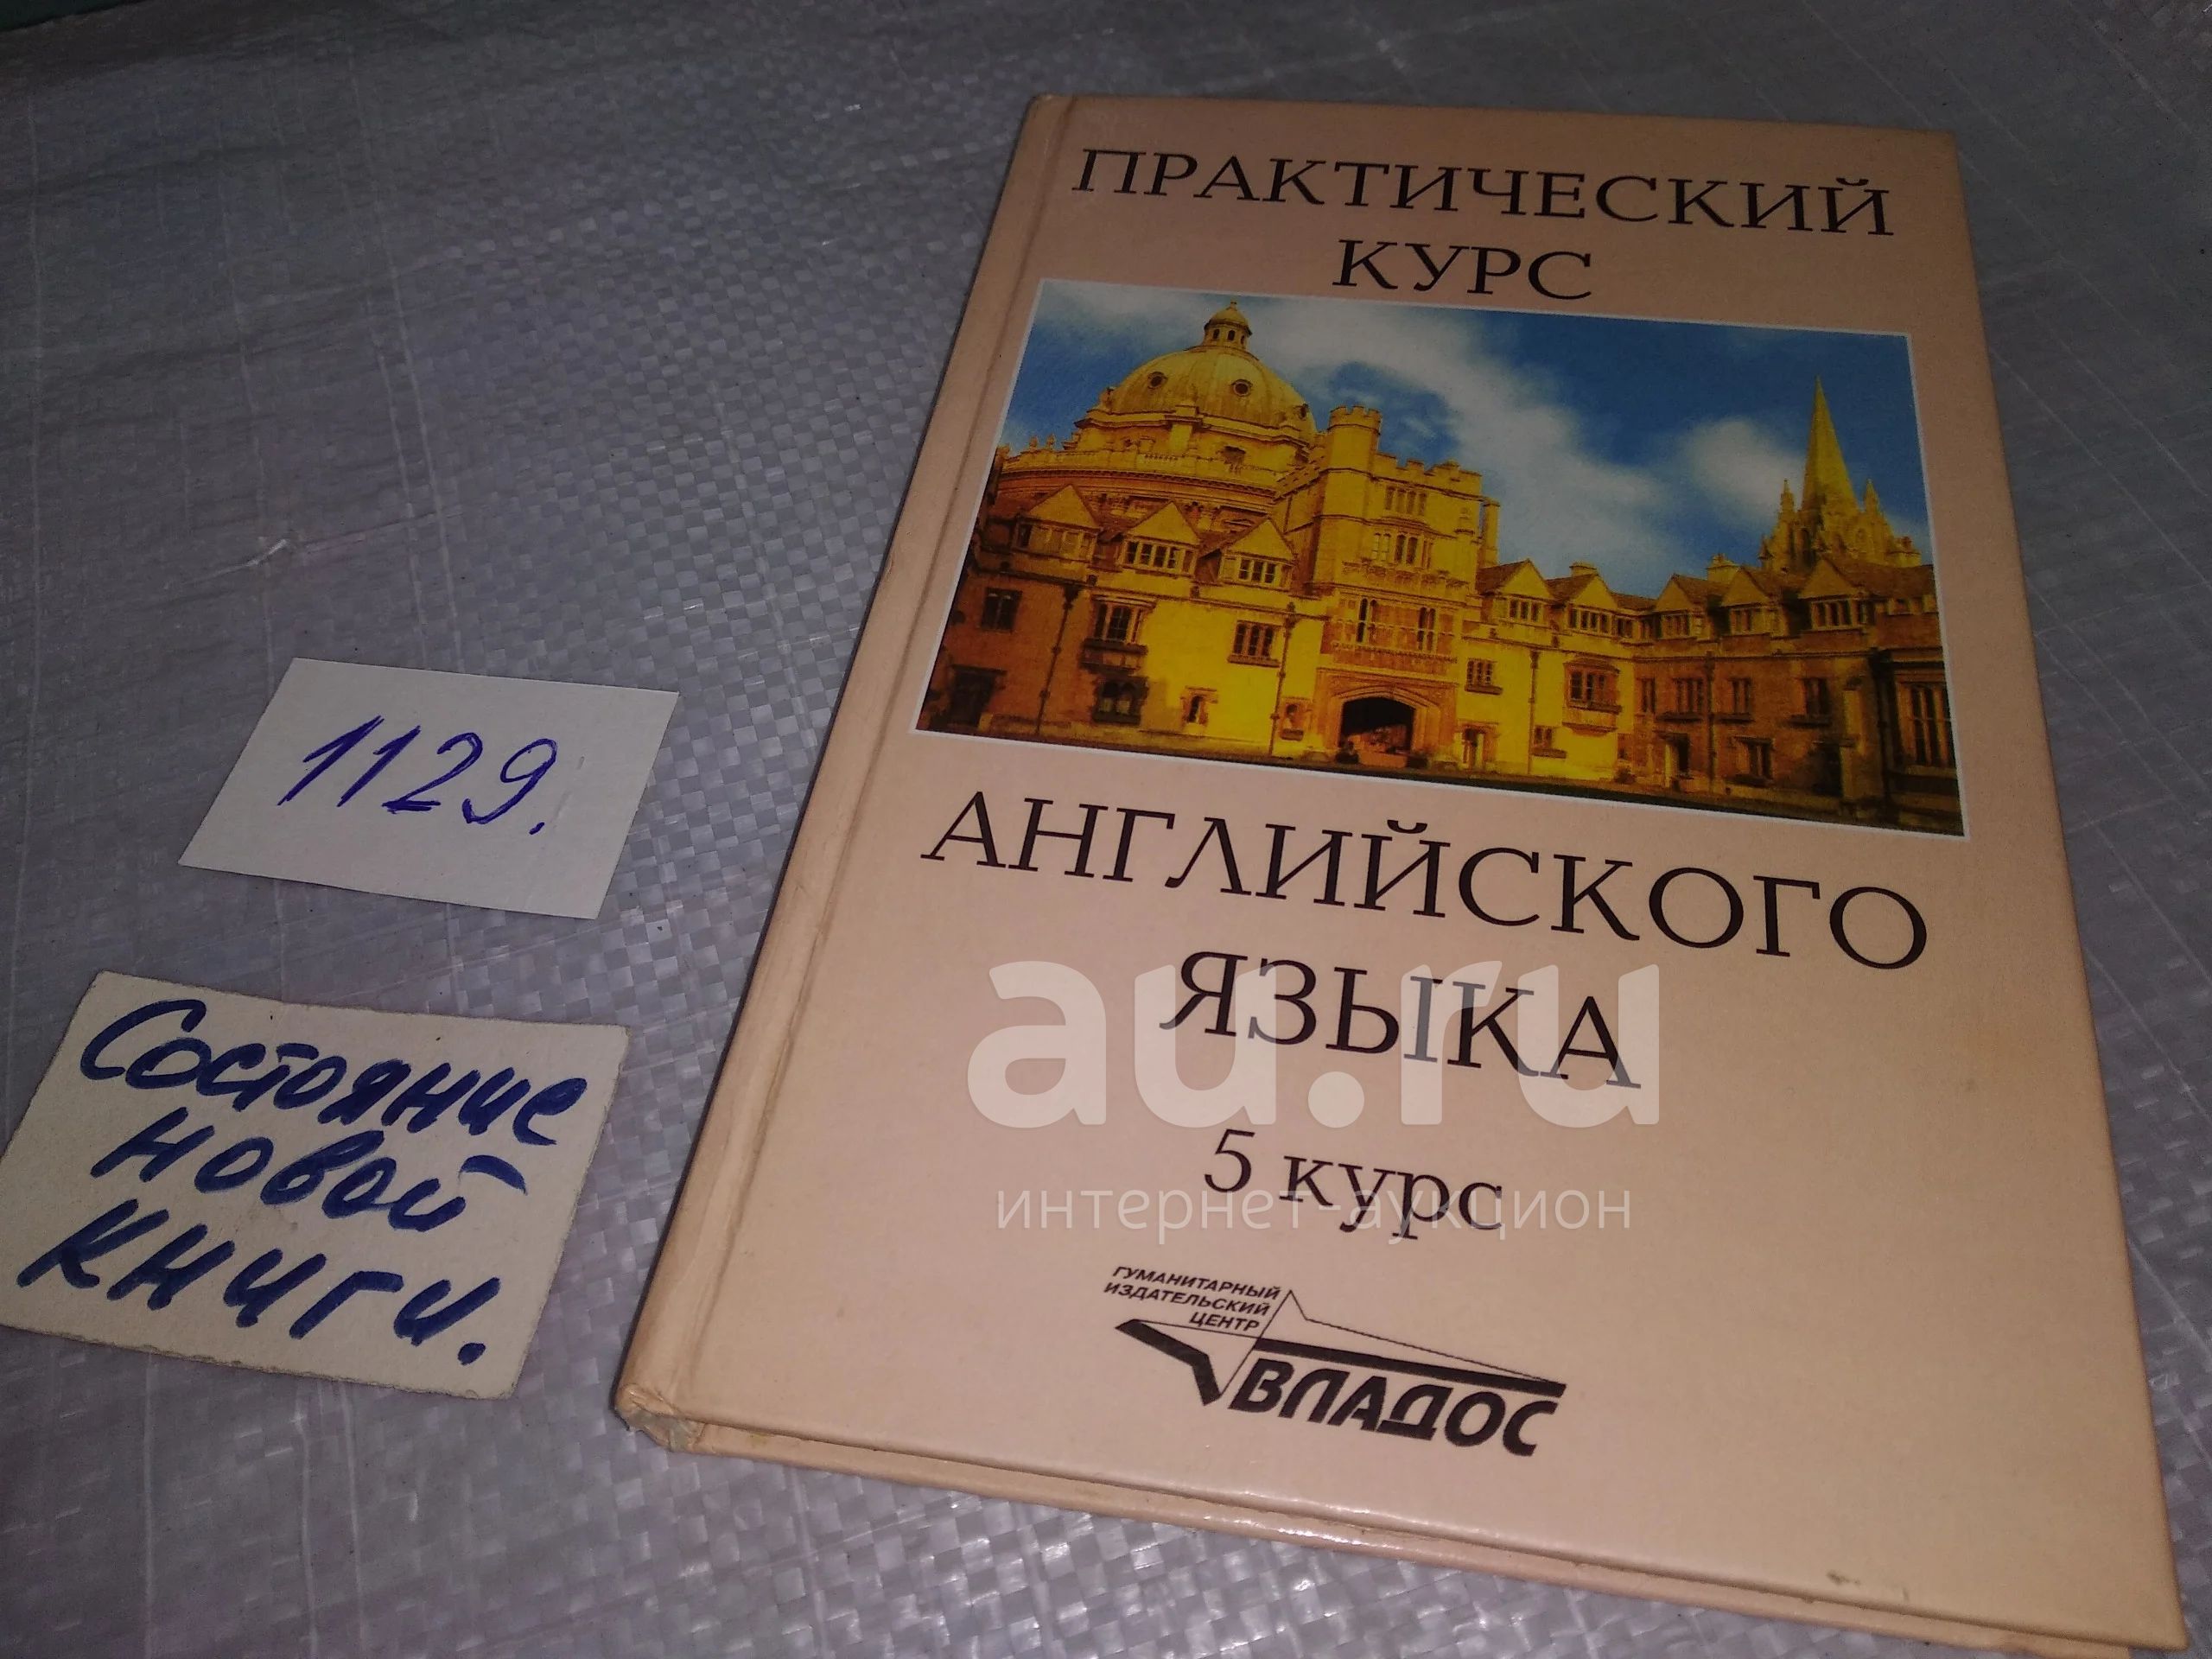 ПРАКТИЧЕСКИЙ
КУРС
АНГЛИЙСКОГО
ЯЗЫКА
5 курс
ГУМАНИТАРНЫЙ
ИЗДАТЕЛЬСКИЙ
ЦЕНТР
ВЛАДОС
1129.
Состояние
новой
книги.
au.ru
интернет-аукцион